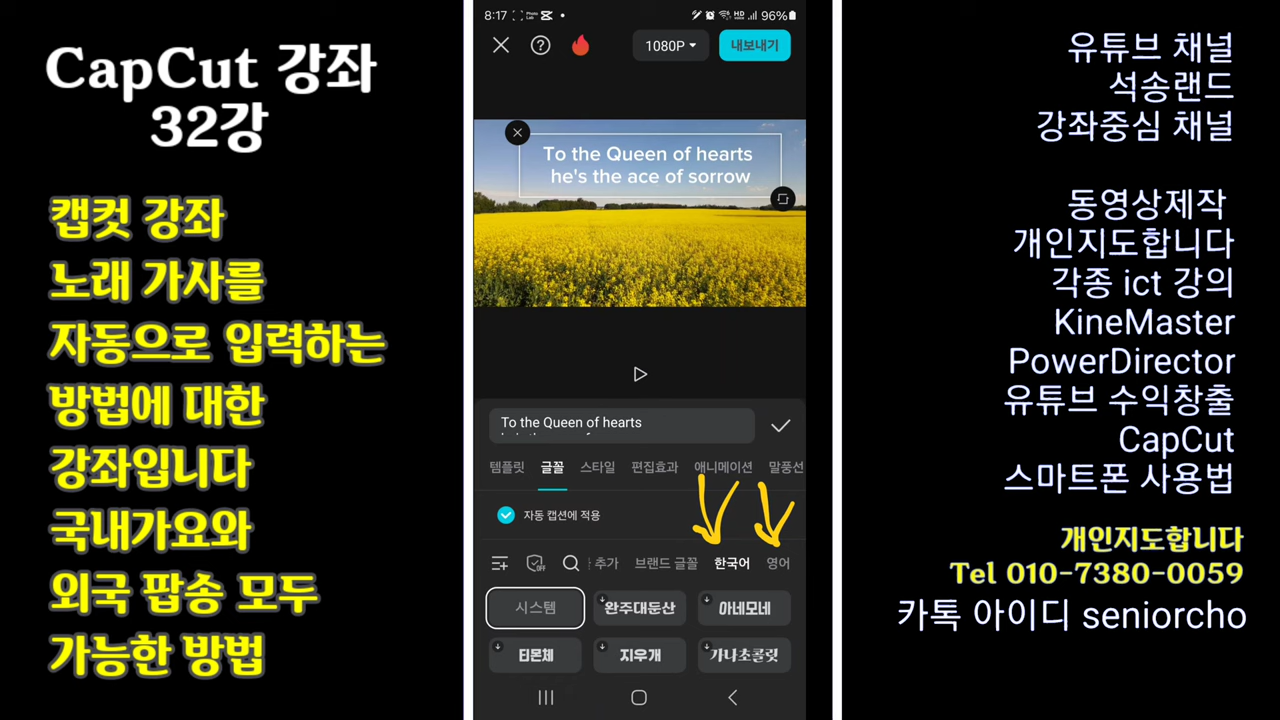 CapCut 강좌
32강
캡컷 강좌
노래 가사를
자동으로 입력하는
방법에 대한
강좌입니다
국내가요와
외국 팝송 모두
가능한 방법
8:17
96%
1080P
내보내기
To the Queen of hearts
he's the ace of sorrow
To the Queen of hearts
템플릿 글꼴 스타일 편집효과 애니메이션 말풍선
자동 캡션에 적용
OFF 추가 브랜드 글꼴 한국어 영어
시스템 완주대둔산 아네모네
티몬체 지우개 가나초콜릿
유튜브 채널
석송랜드
강좌중심 채널
동영상제작
개인지도합니다
각종 ict 강의
KineMaster
PowerDirector
유튜브 수익창출
CapCut
스마트폰 사용법
개인지도합니다
Tel 010-7380-0059
카톡 아이디 seniorcho